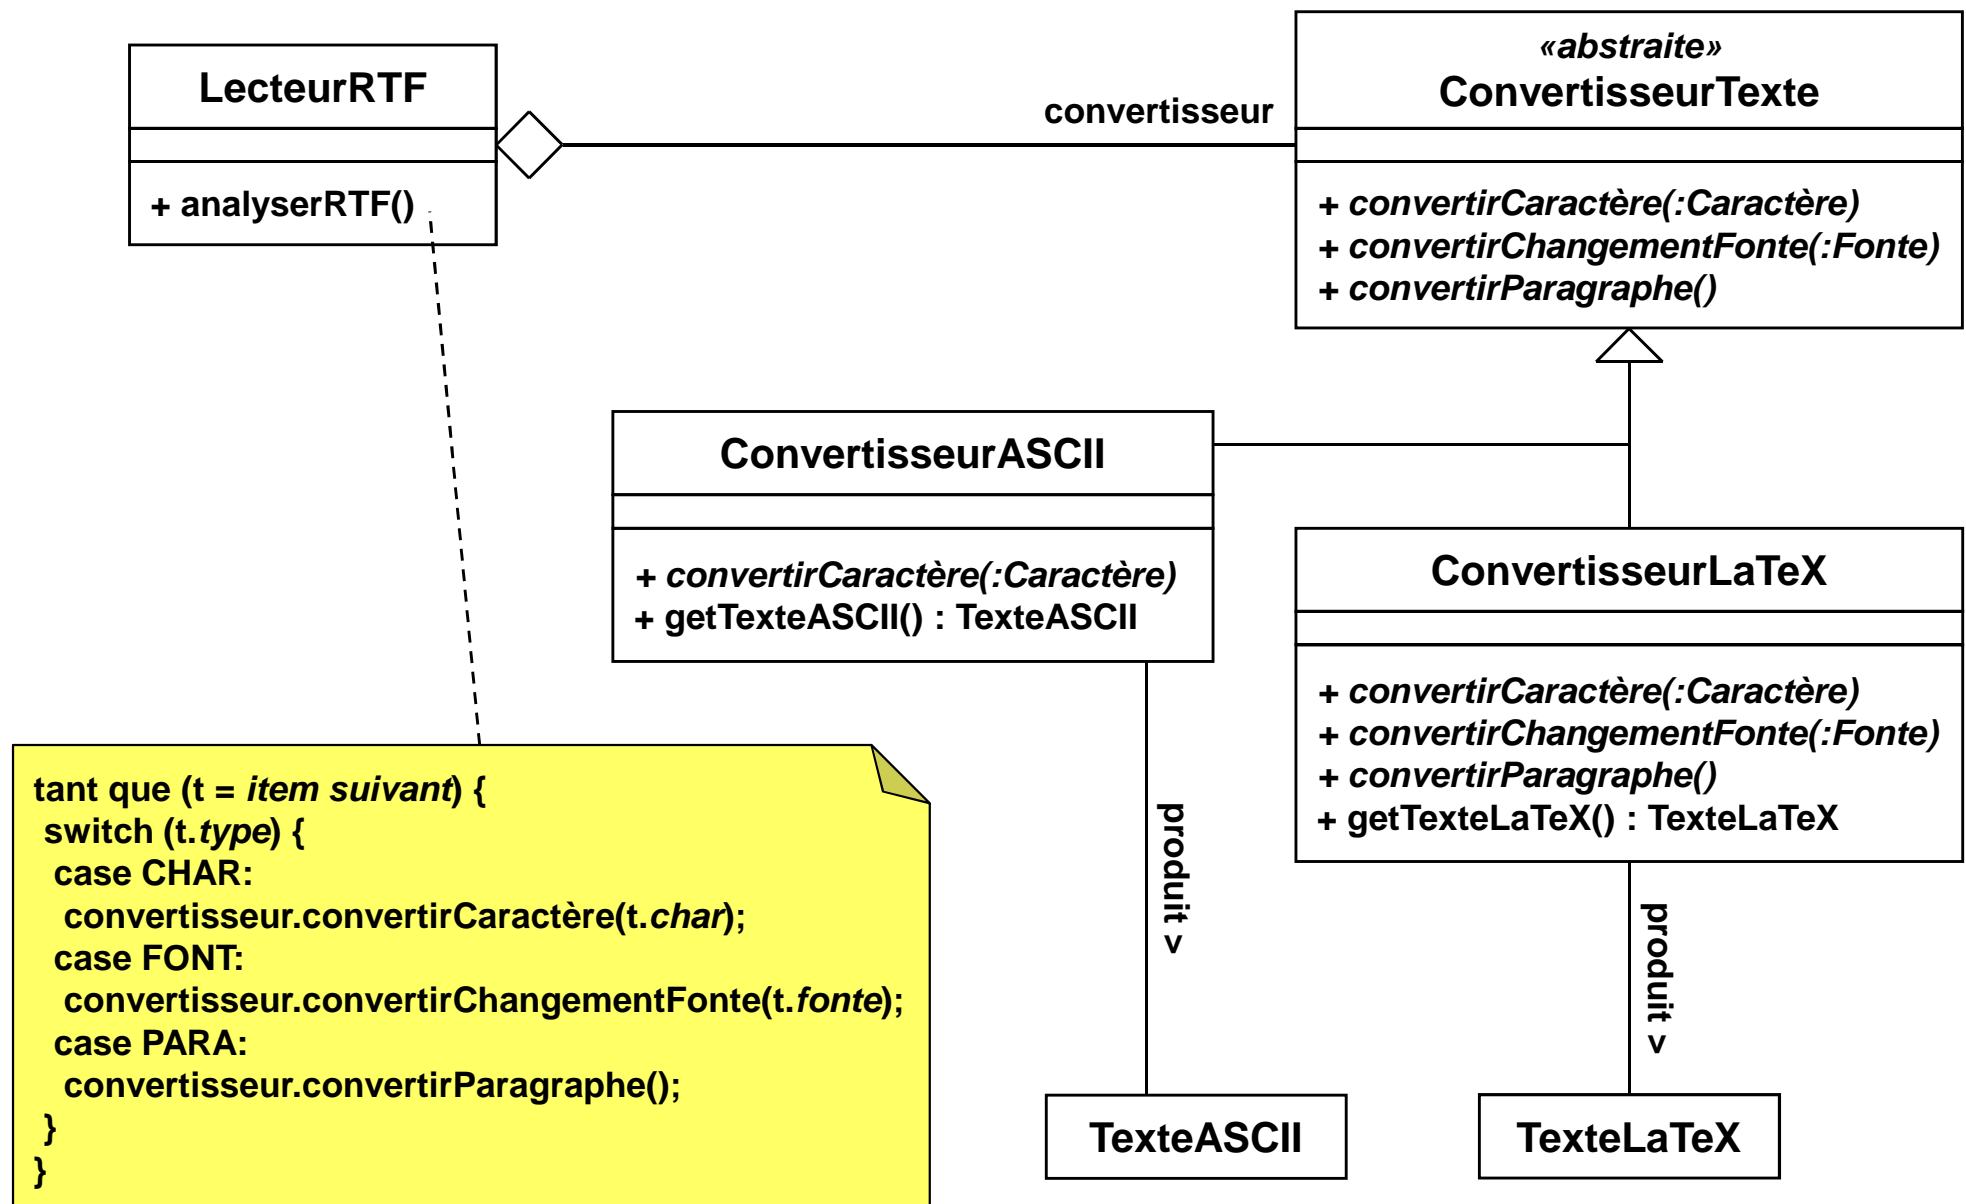 LecteurRTF
+ analyserRTF()
convertisseur
«abstraite»
ConvertisseurTexte
+ convertirCaractère(:Caractère)
+ convertirChangementFonte(:Fonte)
+ convertirParagraphe()
ConvertisseurASCII
+ convertirCaractère(:Caractère)
+ getTexteASCII() : TexteASCII
ConvertisseurLaTeX
+ convertirCaractère(:Caractère)
+ convertirChangementFonte(:Fonte)
+ convertirParagraphe()
+ getTexteLaTeX() : TexteLaTeX
tant que (t = item suivant) {
switch (t.type) {
case CHAR:
convertisseur.convertirCaractère(t.char);
case FONT:
convertisseur.convertirChangementFonte(t.fonte);
case PARA:
convertisseur.convertirParagraphe();
}
}
produit >
produit >
TexteASCII
TexteLaTeX